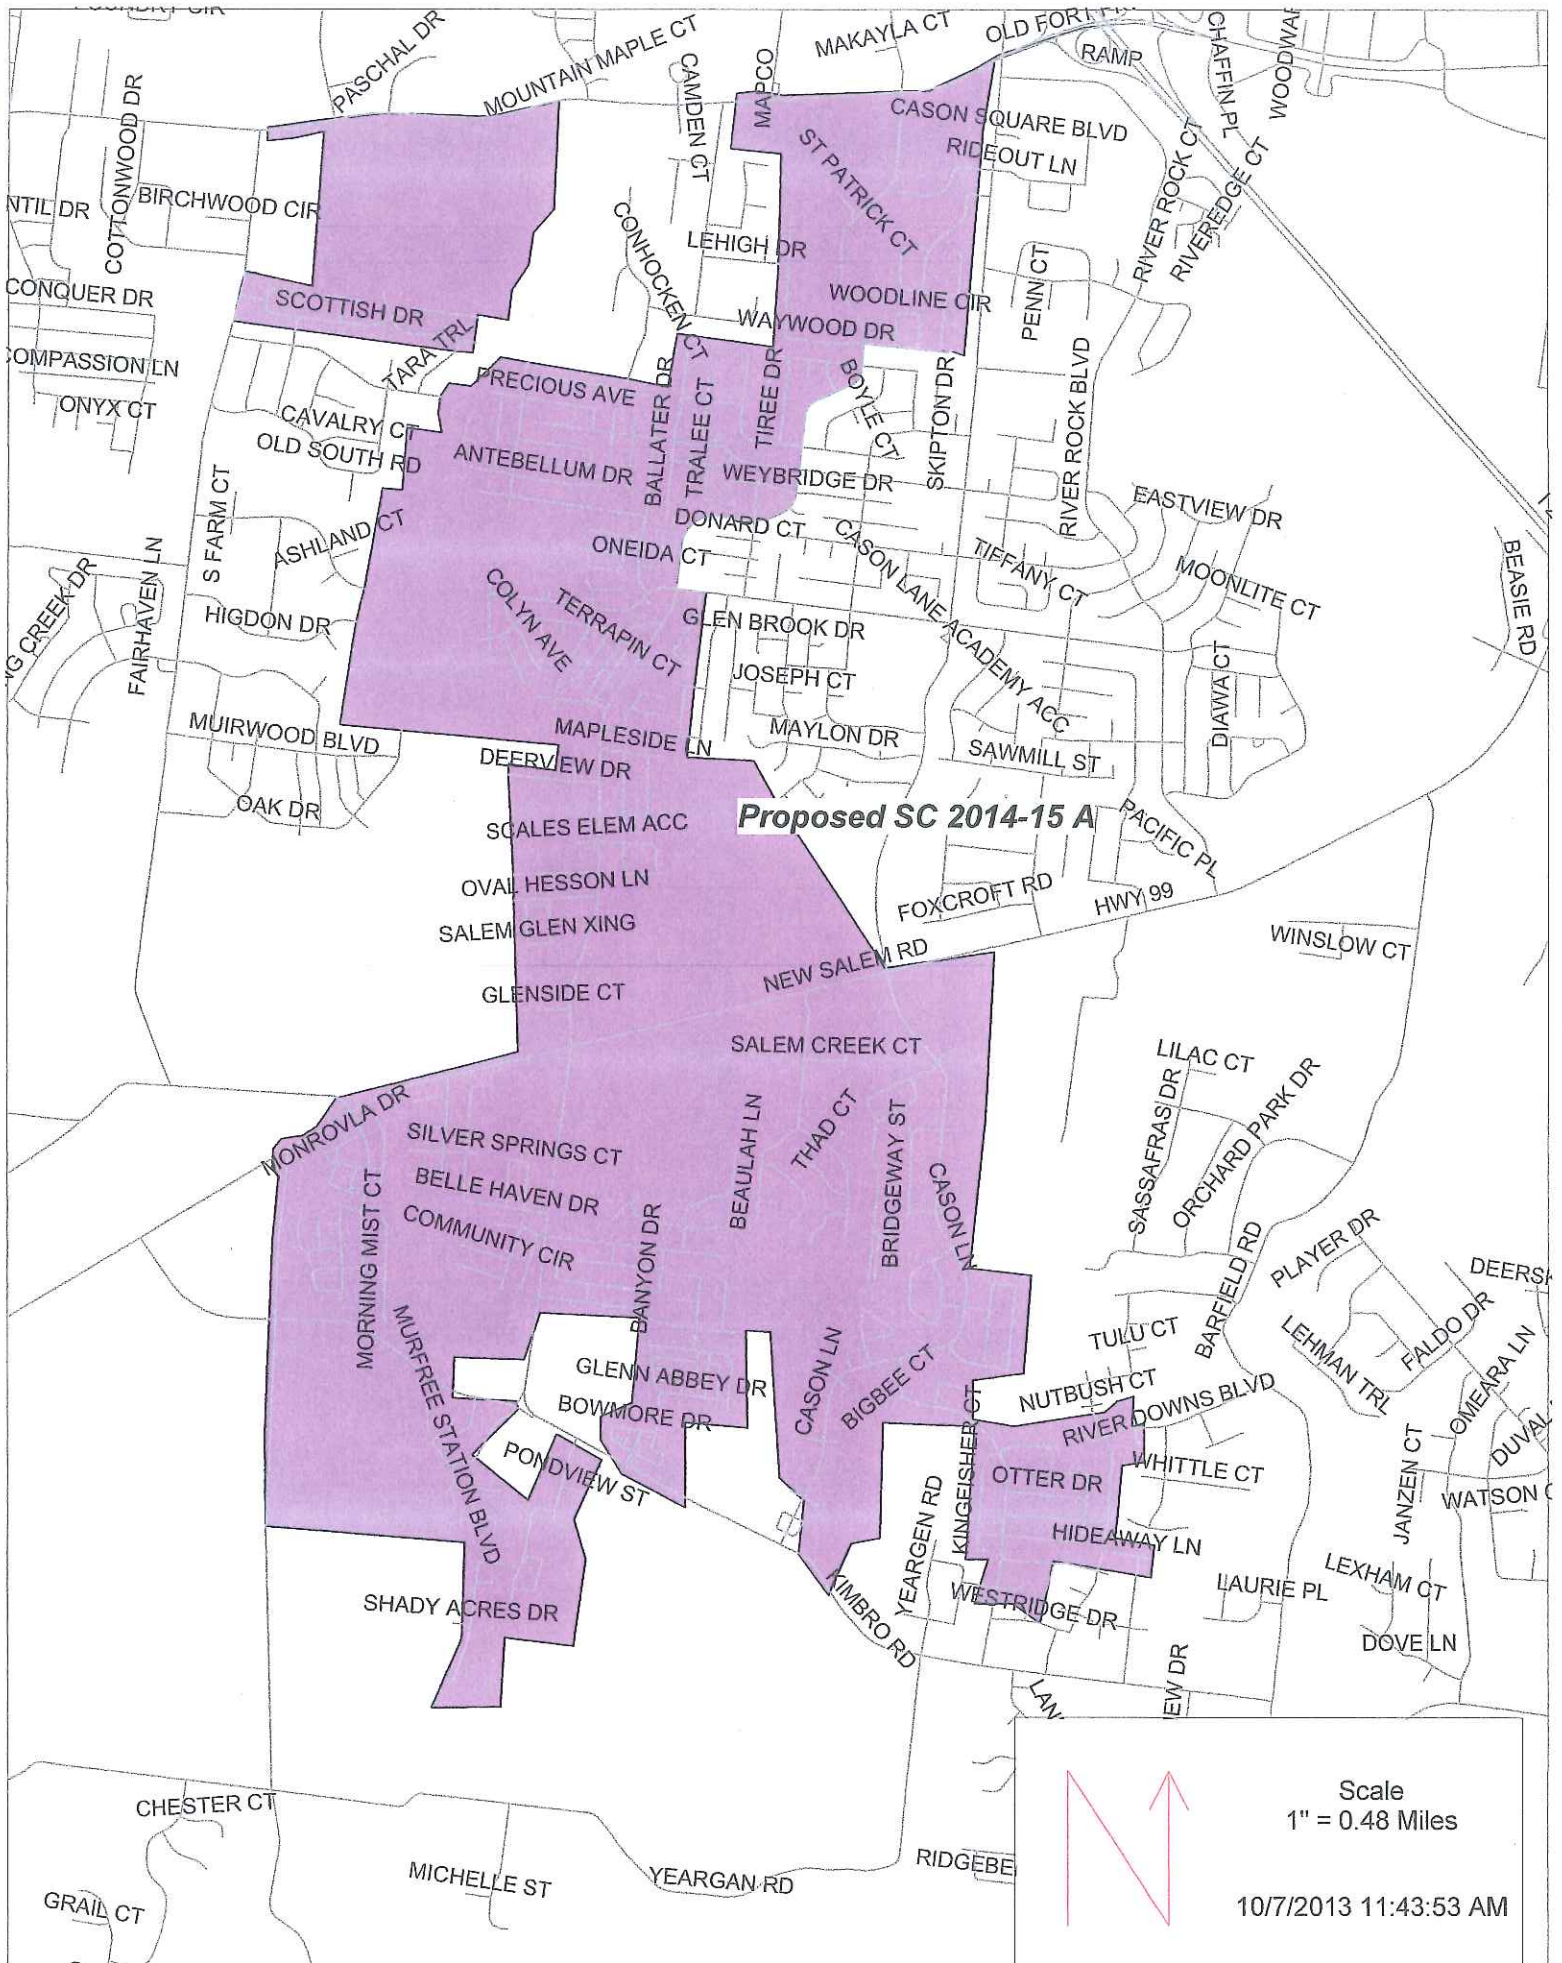 PASCHAL DR
MOUNTAIN MAPLE CT
MAKAYLA CT
RAMP
CHAFFIN PL
COTTONWOOD DR
CAMDEN CT
MAPCO
CASON SQUARE BLVD
RIDEOUT LN
ST PATRICK CT
RIVER ROCK CT
RIVEREDGE CT
BIRCHWOOD CIR
CONHOCKEN CT
LEHIGH DR
CONQUER DR
SCOTTISH DR
WOODLINE CIR
WAYWOOD DR
PENN CT
COMPASSION LN
TARA TRL
PRECIOUS AVE
BALLATER DR
TRALEE CT
TIREE DR
BOYLE CT
SKIPTON DR
RIVER ROCK BLVD
ONYX CT
CAVALRY CT
OLD SOUTH RD
ANTEBELLUM DR
WEYBRIDGE DR
EASTVIEW DR
S FARM CT
ASHLAND CT
DONARD CT
ONEIDA CT
CASON LANE ACADEMY ACC
TIFFANY CT
MOONLITE CT
BEASIE RD
FAIRHAVEN LN
HIGDON DR
COLYN AVE
TERRAPIN CT
GLEN BROOK DR
JOSEPH CT
DIAWA CT
MUIRWOOD BLVD
MAPLESIDE LN
MAYLON DR
SAWMILL ST
DEERVIEW DR
OAK DR
SCALES ELEM ACC
Proposed SC 2014-15 A
PACIFIC PL
OVAL HESSON LN
FOXCROFT RD
HWY 99
SALEM GLEN XING
NEW SALEM RD
WINSLOW CT
GLENSIDE CT
SALEM CREEK CT
LILAC CT
MONROVLA DR
SILVER SPRINGS CT
BEAULAH LN
THAD CT
BRIDGEWAY ST
SASSAFRAS DR
ORCHARD PARK DR
MORNING MIST CT
BELLE HAVEN DR
COMMUNITY CIR
BANYON DR
CASON LN
BARFIELD RD
PLAYER DR
MURFREE STATION BLVD
GLENN ABBEY DR
BOWMORE DR
CASON LN
BIGBEE CT
TULU CT
NUTBUSH CT
LEHMAN TRL
FALDO DR
OMEARA LN
RIVER DOWNS BLVD
KINGFISHER CT
OTTER DR
WHITTLE CT
JANZEN CT
PONDVIEW ST
YEARGEN RD
HIDEAWAY LN
SHADY ACRES DR
KIMBRO RD
WESTRIDGE DR
LAURIE PL
LEXHAM CT
DOVE LN
CHESTER CT
MICHELLE ST
YEARGAN RD
GRAIL CT
Scale
1" = 0.48 Miles
10/7/2013 11:43:53 AM
N